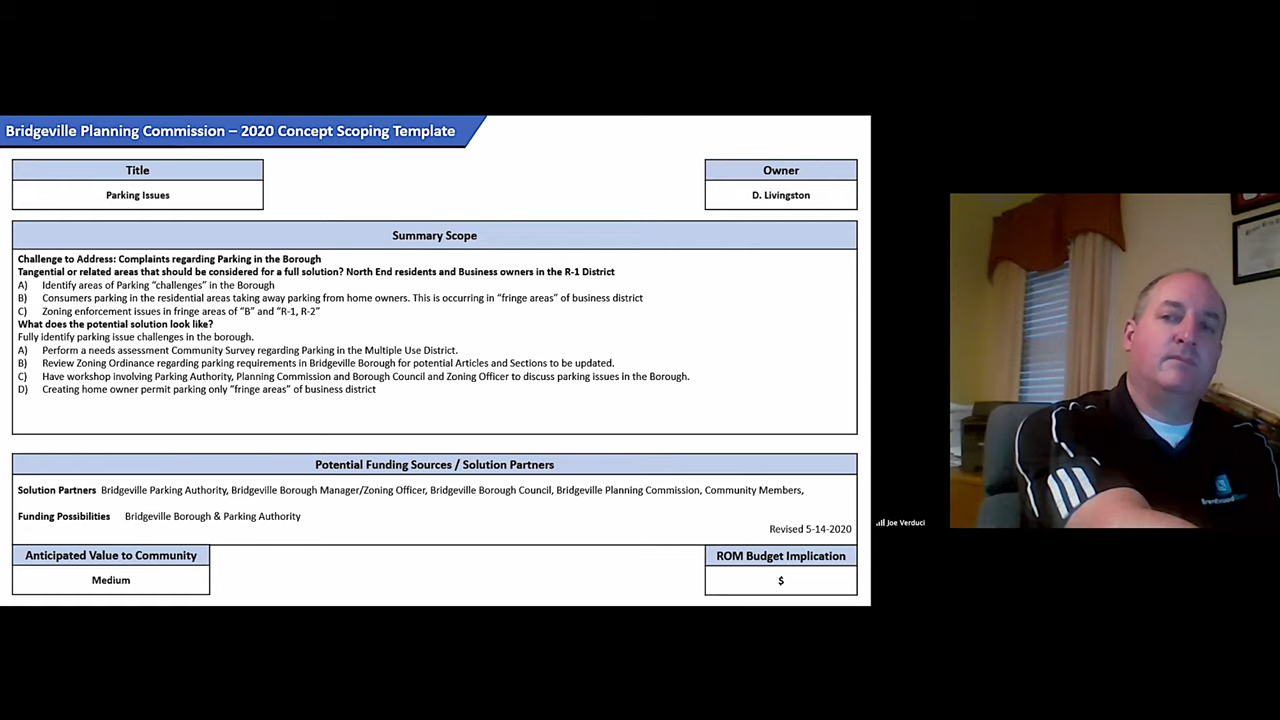 Bridgeville Planning Commission – 2020 Concept Scoping Template
Title
Parking Issues
Owner
D. Livingston
Summary Scope
Challenge to Address: Complaints regarding Parking in the Borough
Tangential or related areas that should be considered for a full solution? North End residents and Business owners in the R-1 District
A) Identify areas of Parking “challenges” in the Borough
B) Consumers parking in the residential areas taking away parking from home owners. This is occurring in “fringe areas” of business district
C) Zoning enforcement issues in fringe areas of “B” and “R-1, R-2”
What does the potential solution look like?
Fully identify parking issue challenges in the borough.
A) Perform a needs assessment Community Survey regarding Parking in the Multiple Use District.
B) Review Zoning Ordinance regarding parking requirements in Bridgeville Borough for potential Articles and Sections to be updated.
C) Have workshop involving Parking Authority, Planning Commission and Borough Council and Zoning Officer to discuss parking issues in the Borough.
D) Creating home owner permit parking only “fringe areas” of business district
Potential Funding Sources / Solution Partners
Solution Partners Bridgeville Parking Authority, Bridgeville Borough Manager/Zoning Officer, Bridgeville Borough Council, Bridgeville Planning Commission, Community Members,
Funding Possibilities Bridgeville Borough & Parking Authority
Revised 5-14-2020
Anticipated Value to Community
Medium
ROM Budget Implication
$
Joe Verduci